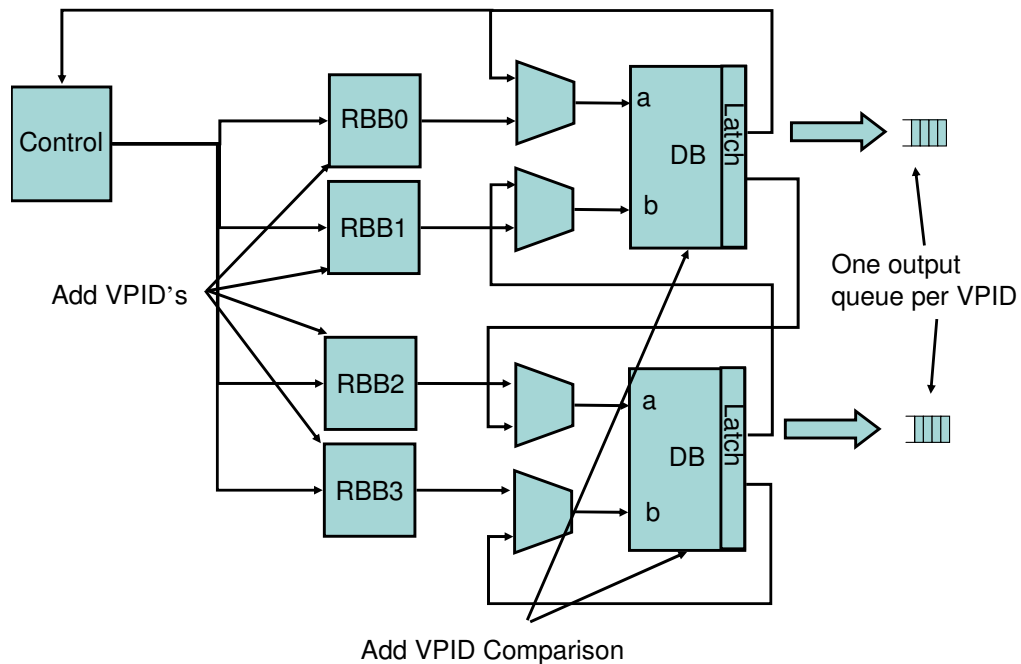 Control
RBB0
RBB1
RBB2
RBB3
a
b
DB
Latch
a
b
DB
Latch
Add VPID’s
One output
queue per VPID
Add VPID Comparison